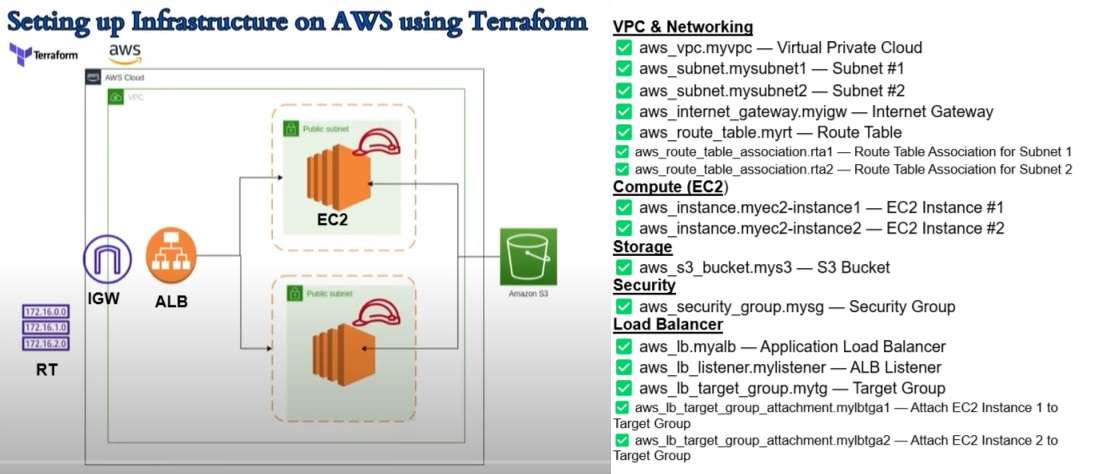 Setting up Infrastructure on AWS using Terraform
Terraform
aws
aws
AWS Cloud
VPC
Public subnet
EC2
IGW
ALB
Amazon S3
172.16.0.0
172.16.1.0
172.16.2.0
RT
Public subnet
VPC & Networking
aws_vpc.myvpc — Virtual Private Cloud
aws_subnet.mysubnet1 — Subnet #1
aws_subnet.mysubnet2 — Subnet #2
aws_internet_gateway.myigw — Internet Gateway
aws_route_table.myrt — Route Table
aws_route_table_association.rta1 — Route Table Association for Subnet 1
aws_route_table_association.rta2 — Route Table Association for Subnet 2
Compute (EC2)
aws_instance.myec2-instance1 — EC2 Instance #1
aws_instance.myec2-instance2 — EC2 Instance #2
Storage
aws_s3_bucket.mys3 — S3 Bucket
Security
aws_security_group.mysg — Security Group
Load Balancer
aws_lb.myalb — Application Load Balancer
aws_lb_listener.mylistener — ALB Listener
aws_lb_target_group.mytg — Target Group
aws_lb_target_group_attachment.mylbtga1 — Attach EC2 Instance 1 to
Target Group
aws_lb_target_group_attachment.mylbtga2 — Attach EC2 Instance 2 to
Target Group